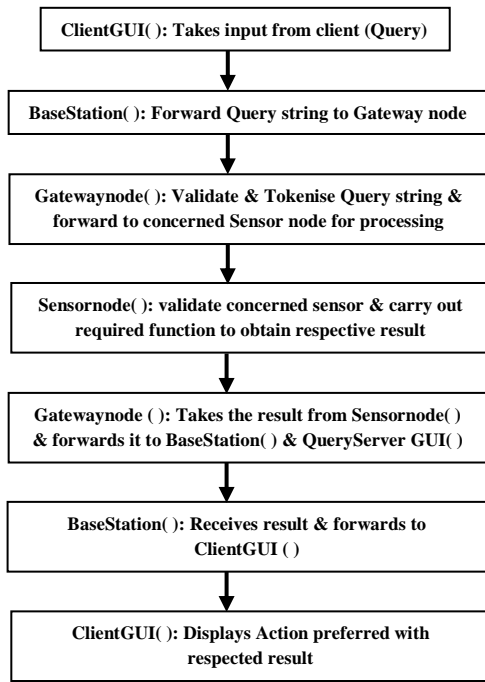 ClientGUI( ): Takes input from client (Query)
BaseStation( ): Forward Query string to Gateway node
Gatewaynode( ): Validate & Tokenise Query string &
forward to concerned Sensor node for processing
Sensornode( ): validate concerned sensor & carry out
required function to obtain respective result
Gatewaynode ( ): Takes the result from Sensornode( )
& forwards it to BaseStation( ) & QueryServer GUI( )
BaseStation( ): Receives result & forwards to
ClientGUI ( )
ClientGUI( ): Displays Action preferred with
respected result